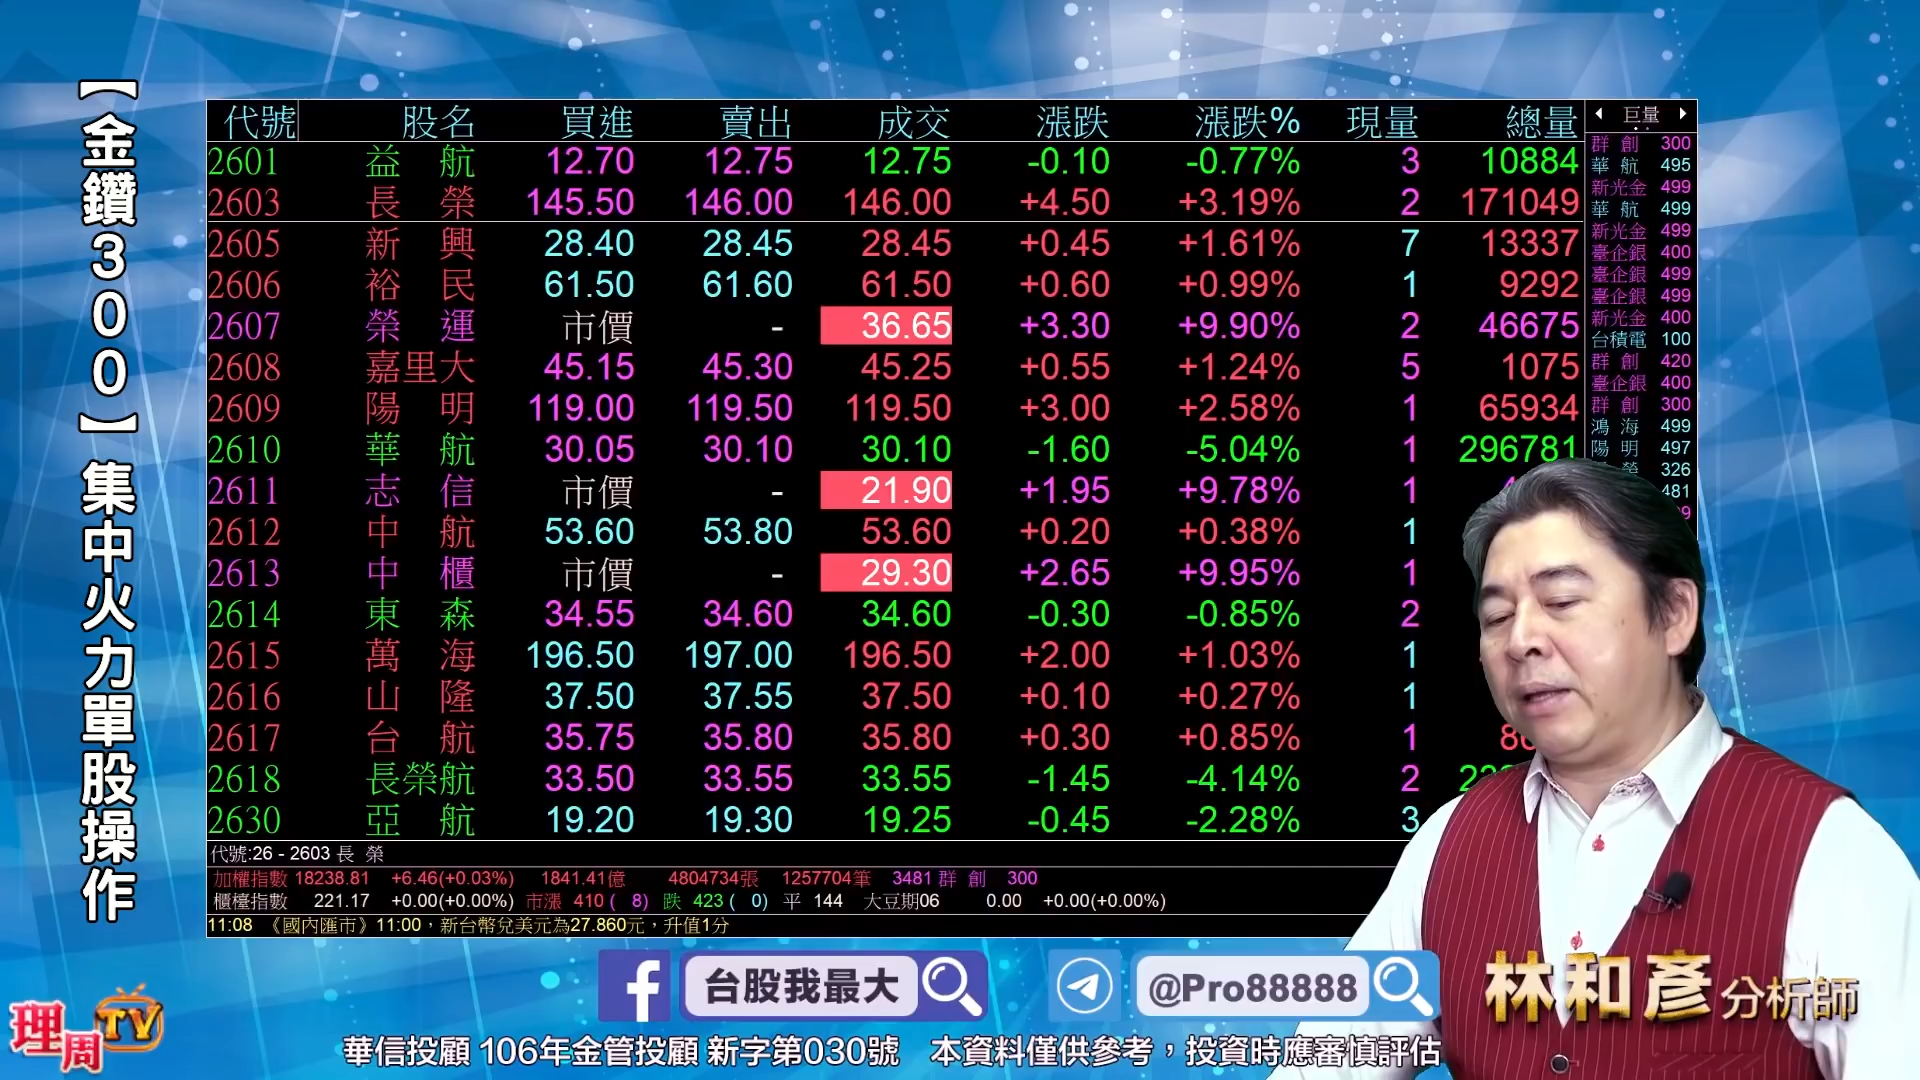 【金鑽300】集中火力單股操作
代號 股名 買進 賣出 成交 漲跌 漲跌% 現量 總量
2601 益航 12.70 12.75 12.75 -0.10 -0.77% 3 10884
2603 長榮 145.50 146.00 146.00 +4.50 +3.19% 2 171049
2605 新興 28.40 28.45 28.45 +0.45 +1.61% 7 13337
2606 裕民 61.50 61.60 61.50 +0.60 +0.99% 1 9292
2607 榮運 市價 - 36.65 +3.30 +9.90% 2 46675
2608 嘉里大 45.15 45.30 45.25 +0.55 +1.24% 5 1075
2609 陽明 119.00 119.50 119.50 +3.00 +2.58% 1 65934
2610 華航 30.05 30.10 30.10 -1.60 -5.04% 1 296781
2611 志信 市價 - 21.90 +1.95 +9.78% 1
2612 中航 53.60 53.80 53.60 +0.20 +0.38% 1
2613 中櫃 市價 - 29.30 +2.65 +9.95% 1
2614 東森 34.55 34.60 34.60 -0.30 -0.85% 2
2615 萬海 196.50 197.00 196.50 +2.00 +1.03% 1
2616 山隆 37.50 37.55 37.50 +0.10 +0.27% 1
2617 台航 35.75 35.80 35.80 +0.30 +0.85% 1
2618 長榮航 33.50 33.55 33.55 -1.45 -4.14% 2
2630 亞航 19.20 19.30 19.25 -0.45 -2.28% 3
巨量
群創 300
華航 495
新光金 499
華航 499
新光金 499
臺企銀 400
臺企銀 499
臺企銀 499
新光金 400
台積電 100
群創 420
臺企銀 400
群創 300
鴻海 499
陽明 497
榮 326
481
代號:26 - 2603 長榮
加權指數 18238.81 +6.46(+0.03%) 1841.41億 4804734張 1257704筆 3481 群創 300
櫃檯指數 221.17 +0.00(+0.00%) 市漲 410( 8) 跌 423( 0) 平 144 大豆期06 0.00 +0.00(+0.00%)
11:08 《國內匯市》11:00，新台幣兌美元為27.860元，升值1分
台股我最大
@Pro88888
林和彥 分析師
理周TV
華信投顧 106年金管投顧 新字第030號 本資料僅供參考，投資時應審慎評估